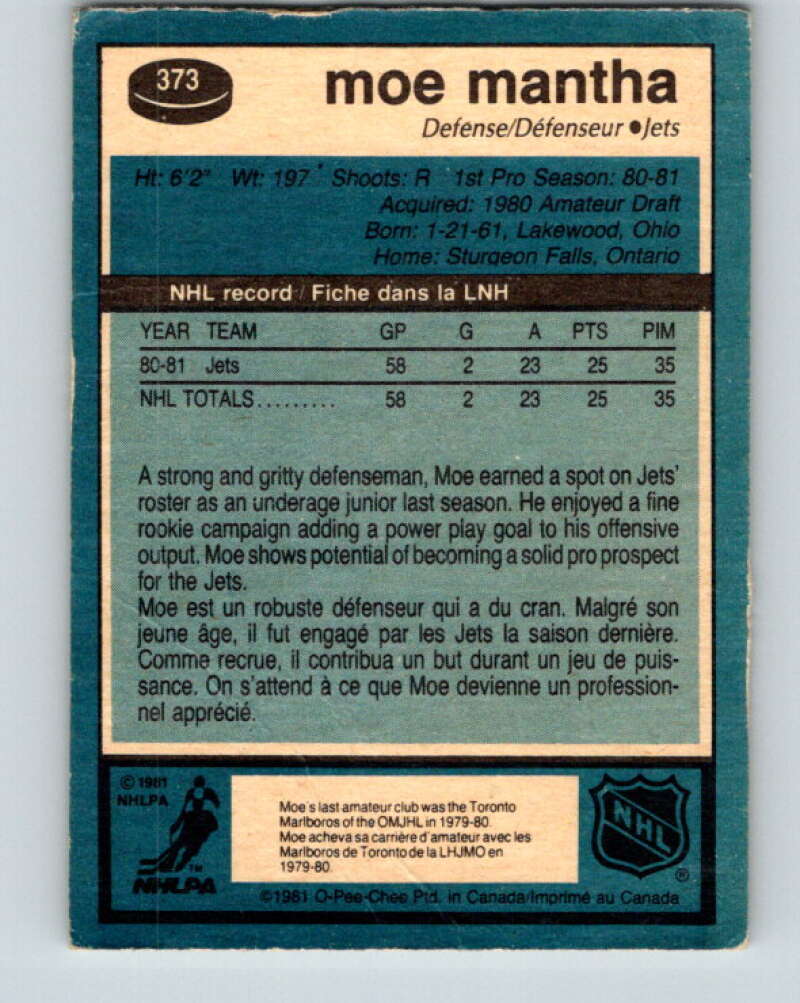 373
moe mantha
Defense/Défenseur ●Jets
Ht: 6'2" Wt: 197 Shoots: R 1st Pro Season: 80-81
Acquired: 1980 Amateur Draft
Born: 1-21-61, Lakewood, Ohio
Home: Sturgeon Falls, Ontario
NHL record / Fiche dans la LNH
YEAR TEAM GP G A PTS PIM
80-81 Jets 58 2 23 25 35
NHL TOTALS......... 58 2 23 25 35
A strong and gritty defenseman, Moe earned a spot on Jets'
roster as an underage junior last season. He enjoyed a fine
rookie campaign adding a power play goal to his offensive
output. Moe shows potential of becoming a solid pro prospect
for the Jets.
Moe est un robuste défenseur qui a du cran. Malgré son
jeune âge, il fut engagé par les Jets la saison dernière.
Comme recrue, il contribua un but durant un jeu de puis-
sance. On s'attend à ce que Moe devienne un profession-
nel apprécié.
© 1981
NHLPA
Moe's last amateur club was the Toronto
Marlboros of the OMJHL in 1979-80.
Moe acheva sa carrière d'amateur avec les
Marlboros de Toronto de la LHJMO en
1979-80.
NHL
®
TM
NHLPA
©1981 O-Pee-Chee Ptd. in Canada/Imprimé au Canada